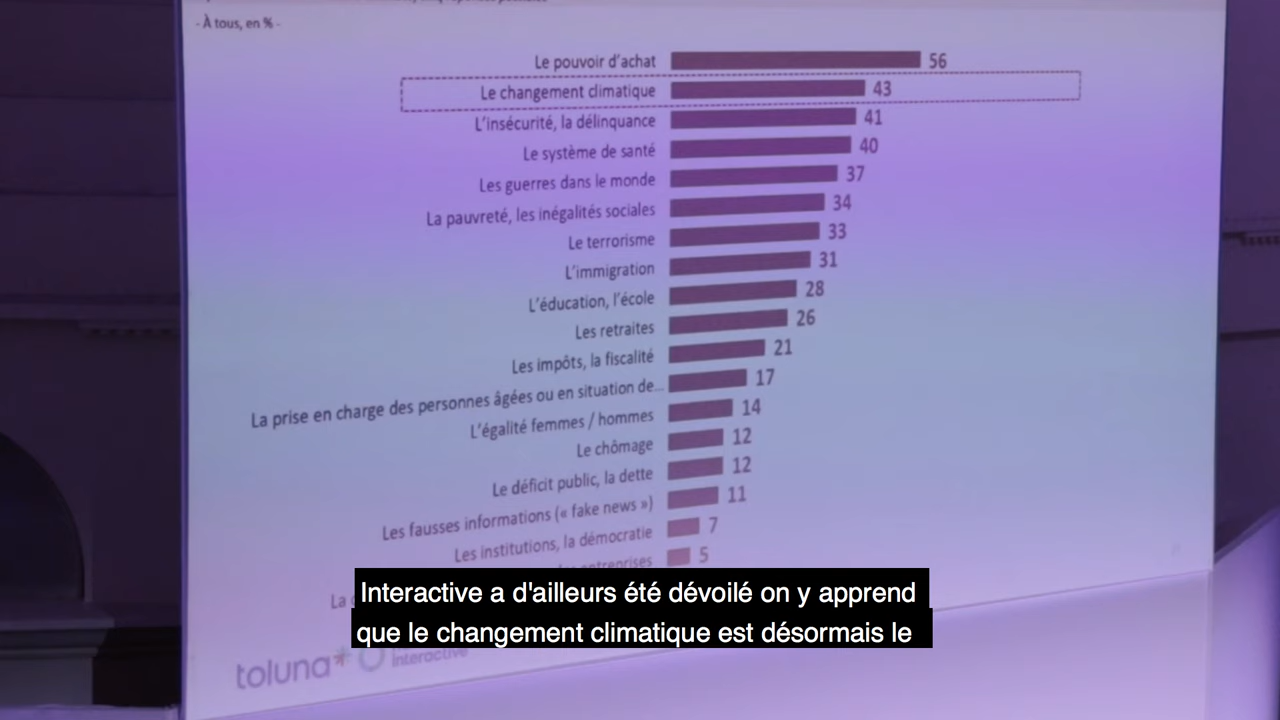 - À tous, en % -
Le pouvoir d'achat 56
Le changement climatique 43
L'insécurité, la délinquance 41
Le système de santé 40
Les guerres dans le monde 37
La pauvreté, les inégalités sociales 34
Le terrorisme 33
L'immigration 31
L'éducation, l'école 28
Les retraites 26
Les impôts, la fiscalité 21
La prise en charge des personnes âgées ou en situation de... 17
L'égalité femmes / hommes 14
Le chômage 12
Le déficit public, la dette 12
Les fausses informations (« fake news ») 11
Les institutions, la démocratie 7
entreprises 5
La
Interactive a d'ailleurs été dévoilé on y apprend
que le changement climatique est désormais le
toluna* interactive